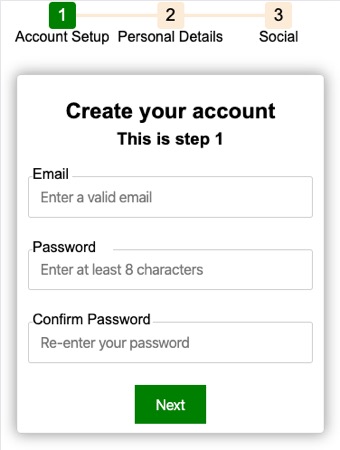 1 2 3
Account Setup Personal Details Social
Create your account
This is step 1
Email
Enter a valid email
Password
Enter at least 8 characters
Confirm Password
Re-enter your password
Next